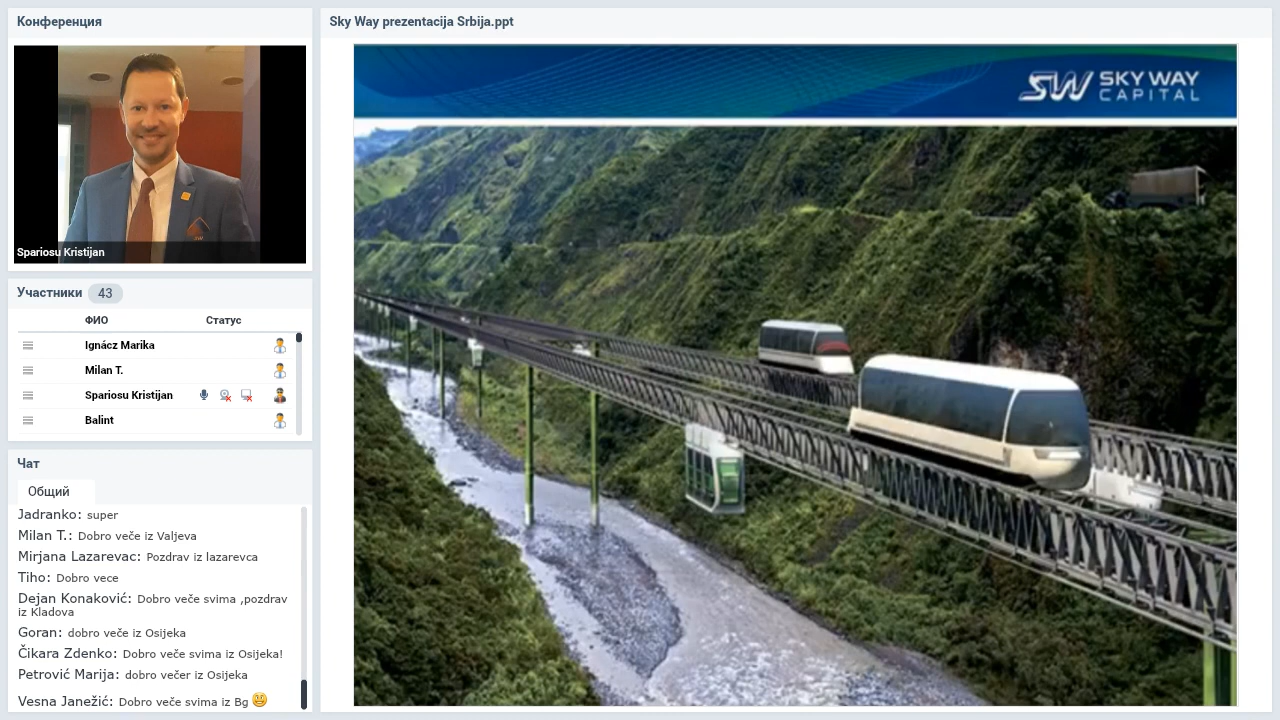 Конференция
Spariosu Kristijan
Участники 43
ФИО Статус
Ignácz Marika
Milan T.
Spariosu Kristijan
Balint
Чат
Общий
Jadranko: super
Milan T.: Dobro veče iz Valjeva
Mirjana Lazarevac: Pozdrav iz lazarevca
Tiho: Dobro vece
Dejan Konaković: Dobro veče svima ,pozdrav
iz Kladova
Goran: dobro veče iz Osijeka
Čikara Zdenko: Dobro veče svima iz Osijeka!
Petrović Marija: dobro večer iz Osijeka
Vesna Janežić: Dobro veče svima iz Bg
Sky Way prezentacija Srbija.ppt
SW SKY WAY
CAPITAL